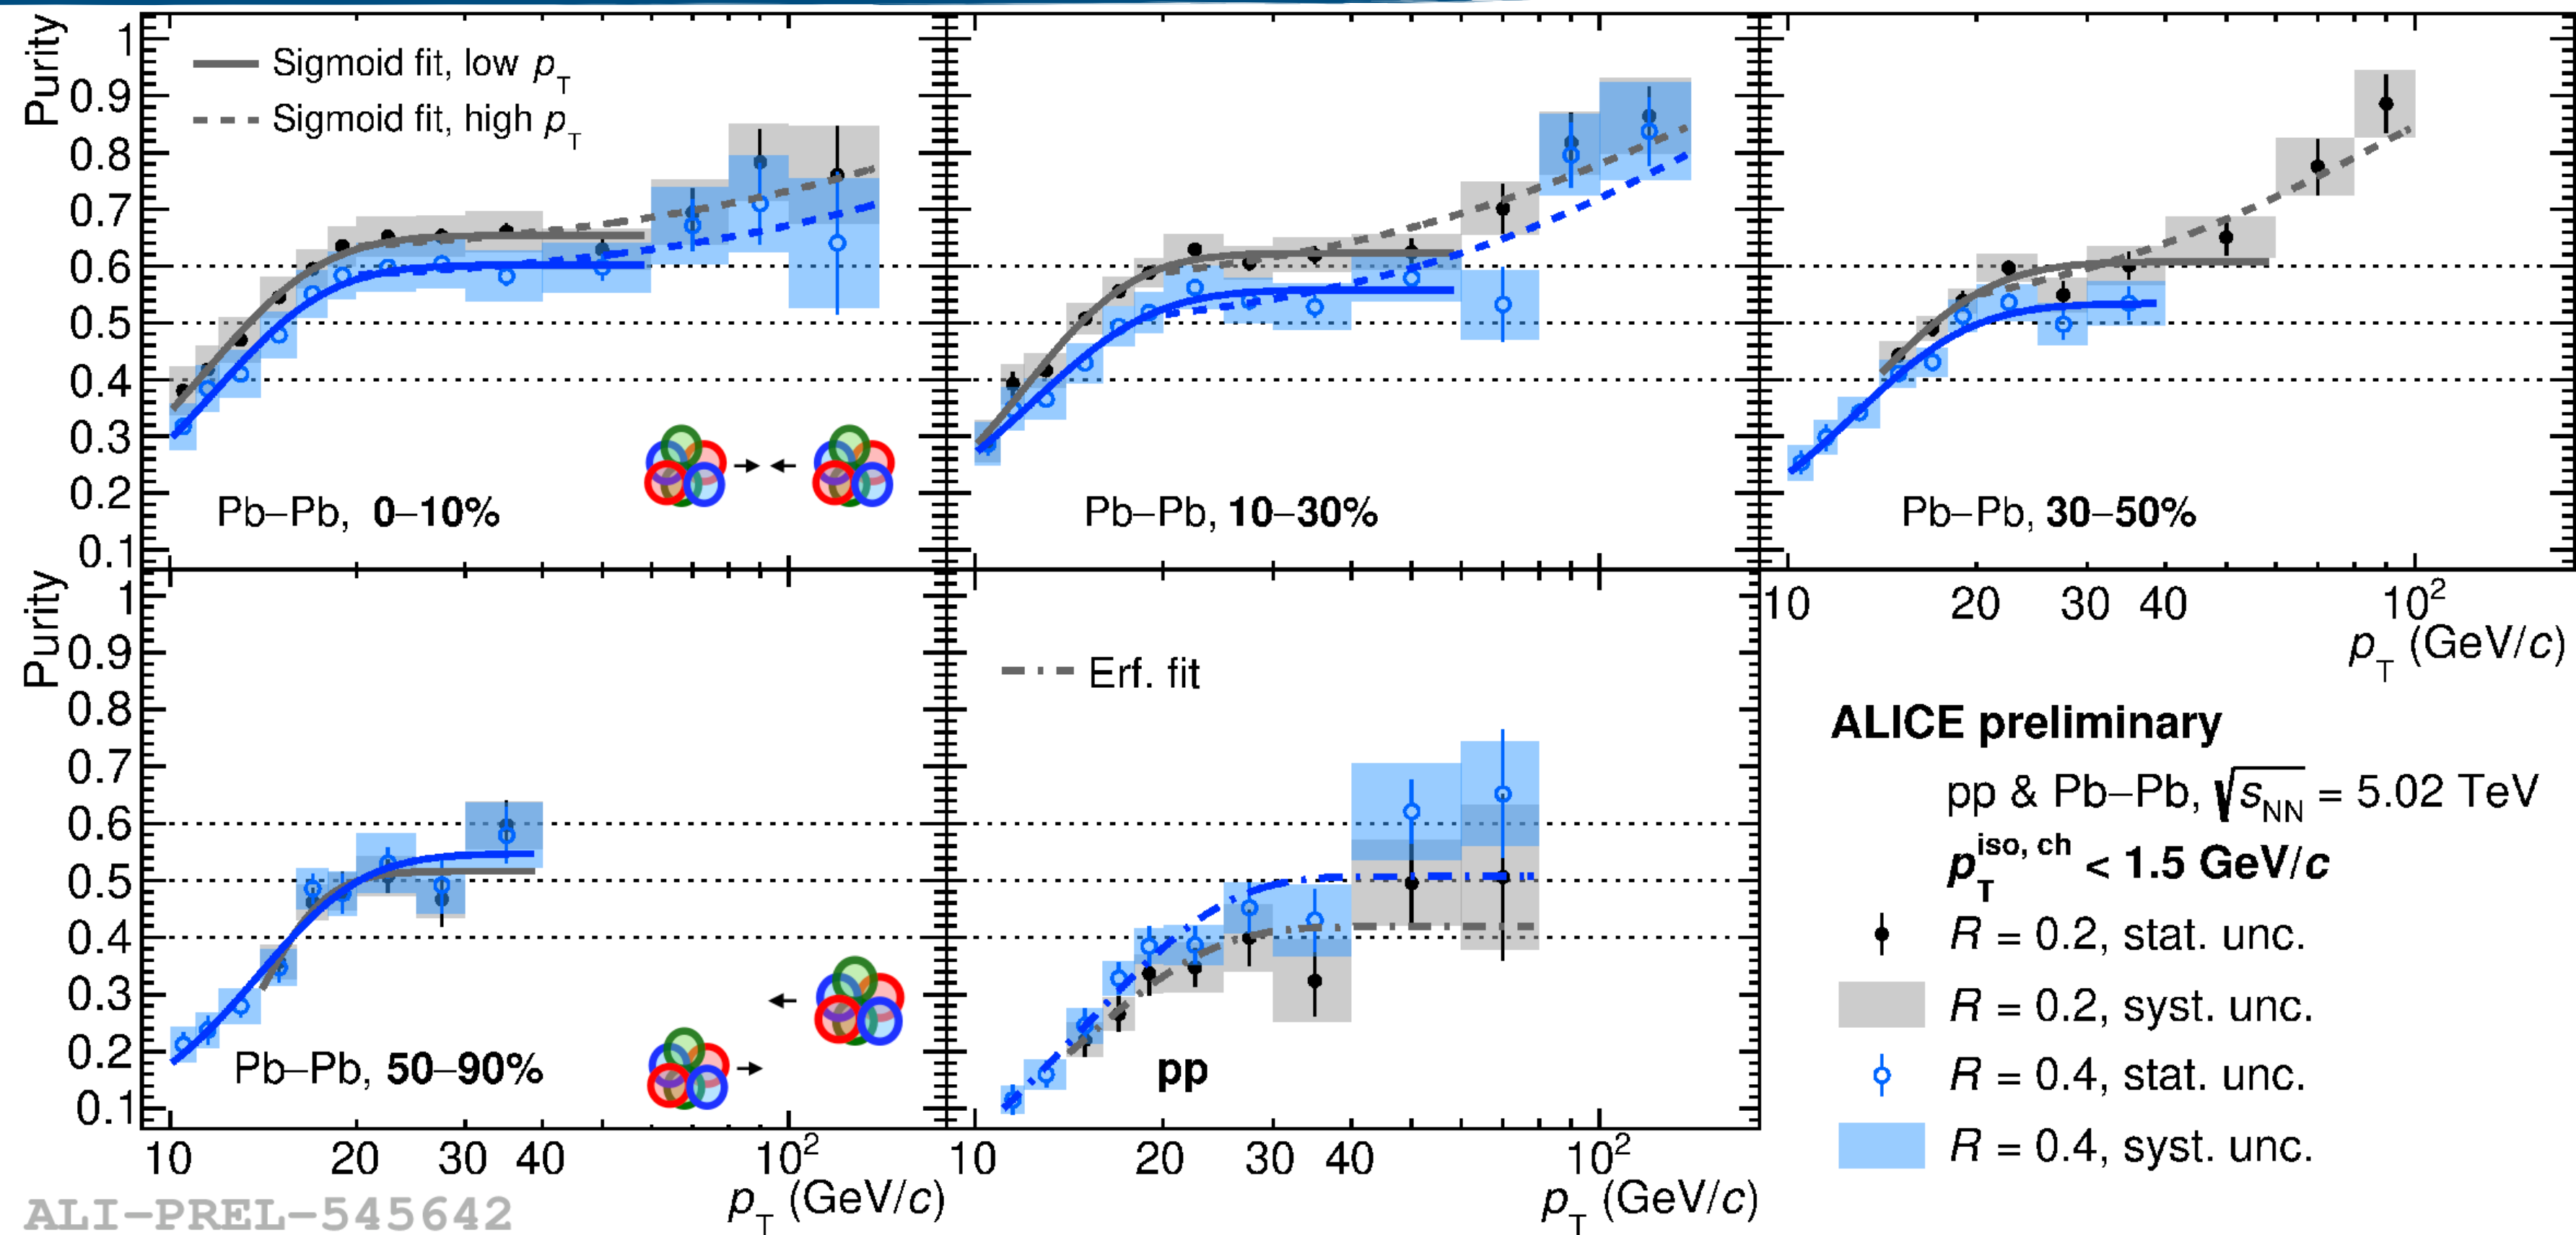 Purity
1
0.9
0.8
0.7
0.6
0.5
0.4
0.3
0.2
0.1
Sigmoid fit, low p_T
Sigmoid fit, high p_T
Pb–Pb, 0–10%
Pb–Pb, 10–30%
Pb–Pb, 30–50%
10 20 30 40 10²
p_T (GeV/c)
Purity
1
0.9
0.8
0.7
0.6
0.5
0.4
0.3
0.2
0.1
Pb–Pb, 50–90%
10 20 30 40 10²
p_T (GeV/c)
Erf. fit
pp
10 20 30 40 10²
p_T (GeV/c)
ALICE preliminary
pp & Pb–Pb, √s_NN = 5.02 TeV
p_T^iso, ch < 1.5 GeV/c
R = 0.2, stat. unc.
R = 0.2, syst. unc.
R = 0.4, stat. unc.
R = 0.4, syst. unc.
ALI-PREL-545642